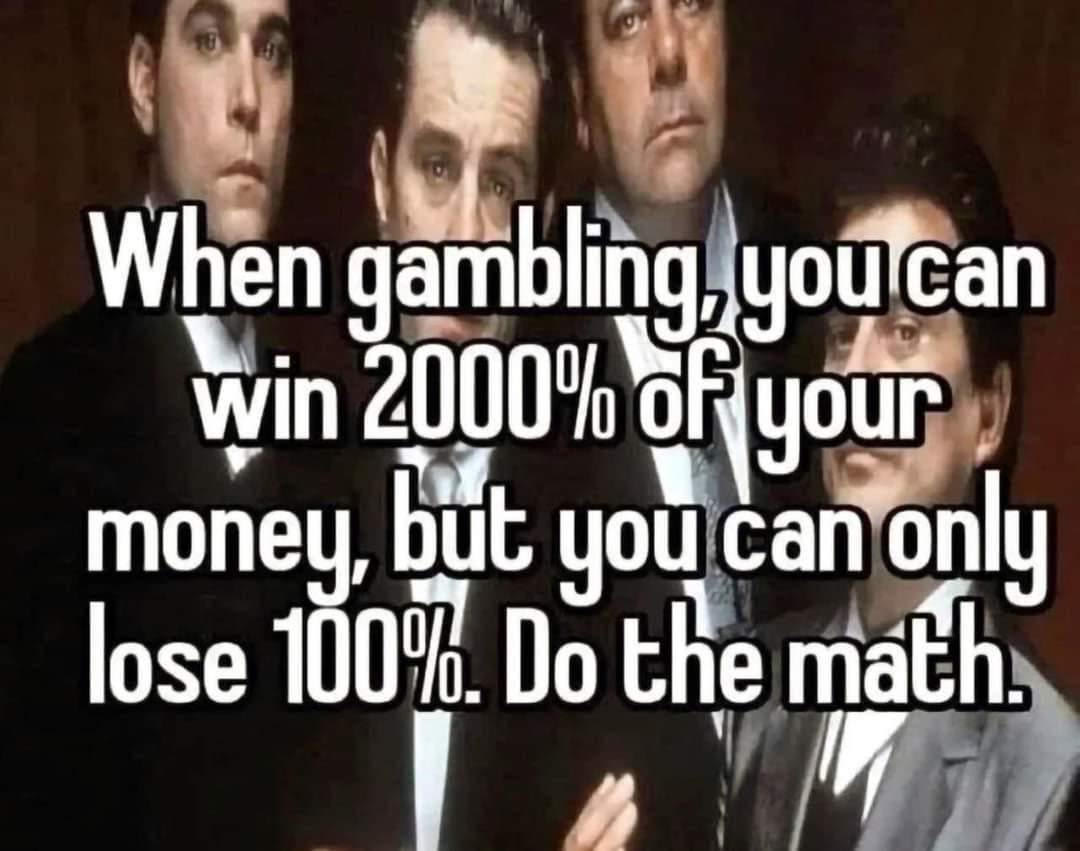 When gambling, you can
win 2000% of your
money, but you can only
lose 100%. Do the math.